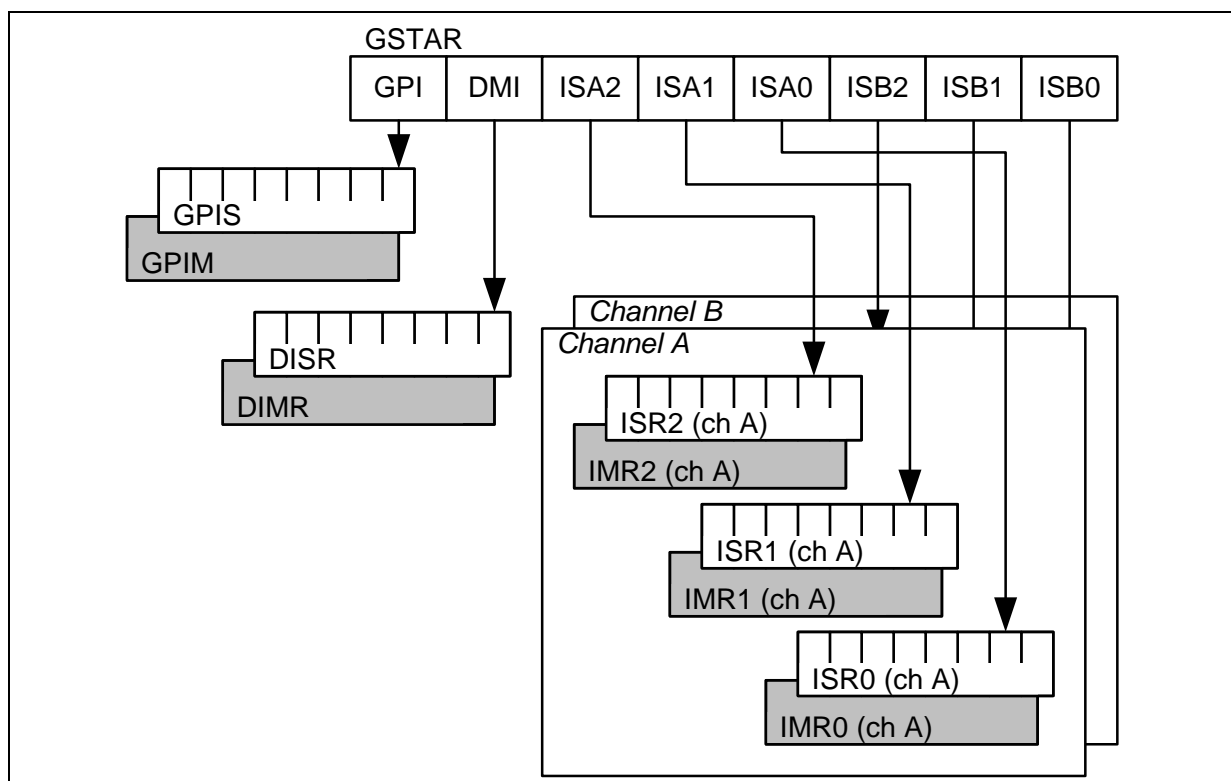 GSTAR
GPI DMI ISA2 ISA1 ISA0 ISB2 ISB1 ISB0
GPIS
GPIM
DISR
DIMR
Channel B
Channel A
ISR2 (ch A)
IMR2 (ch A)
ISR1 (ch A)
IMR1 (ch A)
ISR0 (ch A)
IMR0 (ch A)